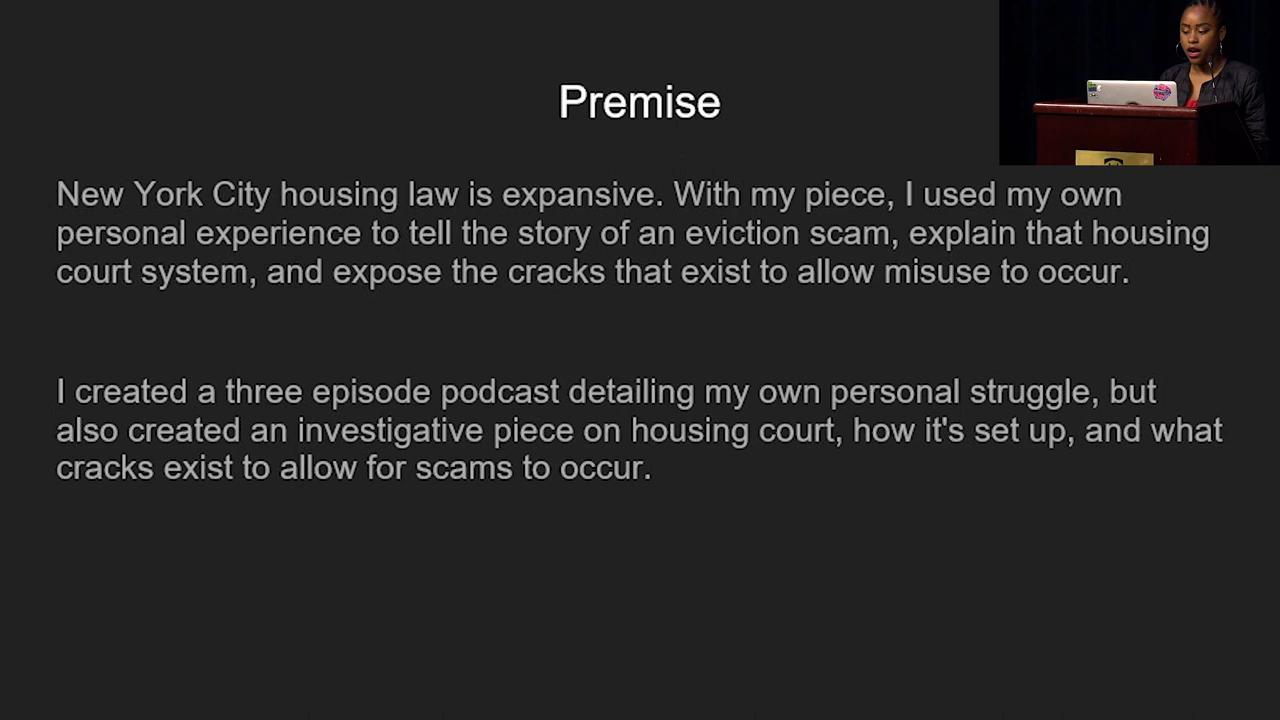 Premise
New York City housing law is expansive. With my piece, I used my own
personal experience to tell the story of an eviction scam, explain that housing
court system, and expose the cracks that exist to allow misuse to occur.
I created a three episode podcast detailing my own personal struggle, but
also created an investigative piece on housing court, how it's set up, and what
cracks exist to allow for scams to occur.